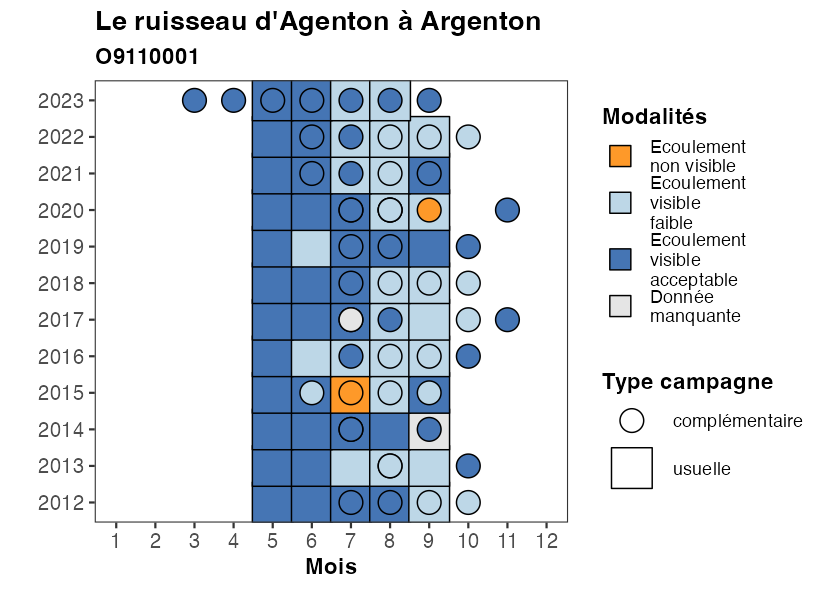 Le ruisseau d'Agenton à Argenton
O9110001
2023
2022
2021
2020
2019
2018
2017
2016
2015
2014
2013
2012
1 2 3 4 5 6 7 8 9 10 11 12
Mois
Modalités
Ecoulement
non visible
Ecoulement
visible
faible
Ecoulement
visible
acceptable
Donnée
manquante
Type campagne
complémentaire
usuelle